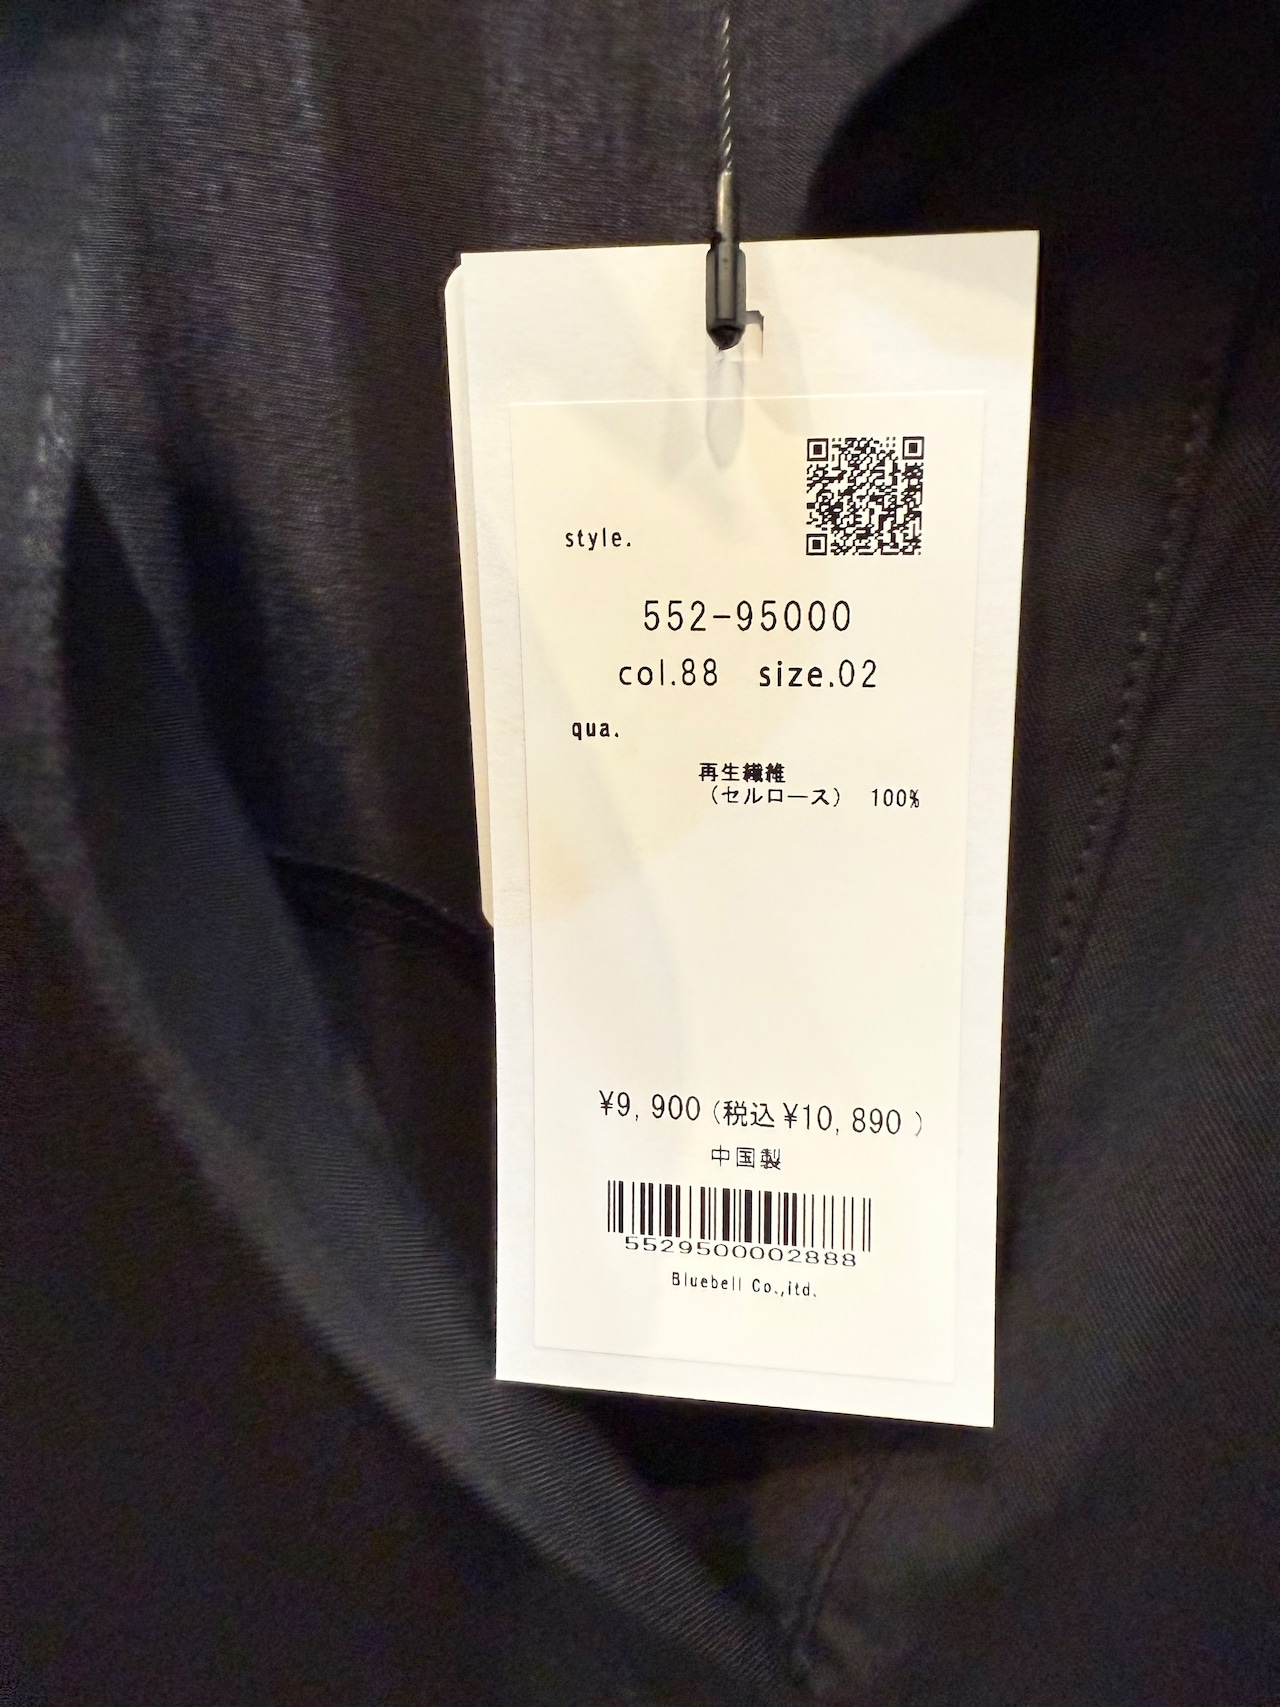 style.
552-95000
col.88 size.02
qua.
再生繊維
（セルロース） 100%
¥9,900（税込¥10,890）
中国製
5529500002888
Bluebell Co.,itd.